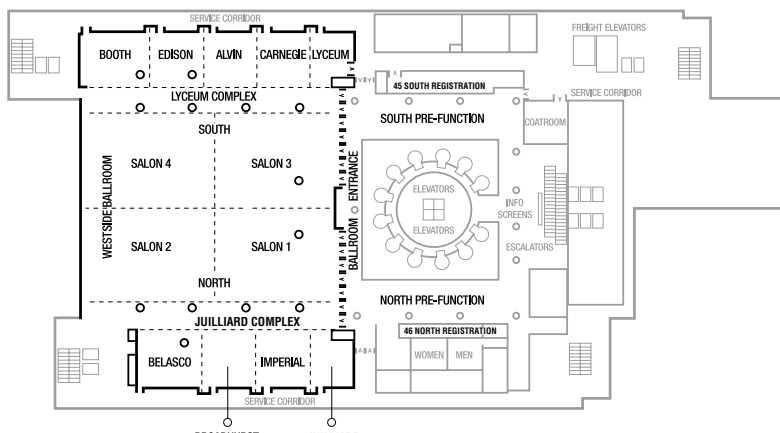 SERVICE CORRIDOR
FREIGHT ELEVATORS
BOOTH EDISON ALVIN CARNEGIE LYCEUM
45 SOUTH REGISTRATION
SERVICE CORRIDOR
LYCEUM COMPLEX
SOUTH PRE-FUNCTION
COATROOM
SOUTH
WESTSIDE BALLROOM
SALON 4 SALON 3
BALLROOM ENTRANCE
ELEVATORS
INFO
SCREENS
ELEVATORS
SALON 2 SALON 1
ESCALATORS
NORTH
NORTH PRE-FUNCTION
JUILLIARD COMPLEX
46 NORTH REGISTRATION
BELASCO IMPERIAL
WOMEN MEN
SERVICE CORRIDOR